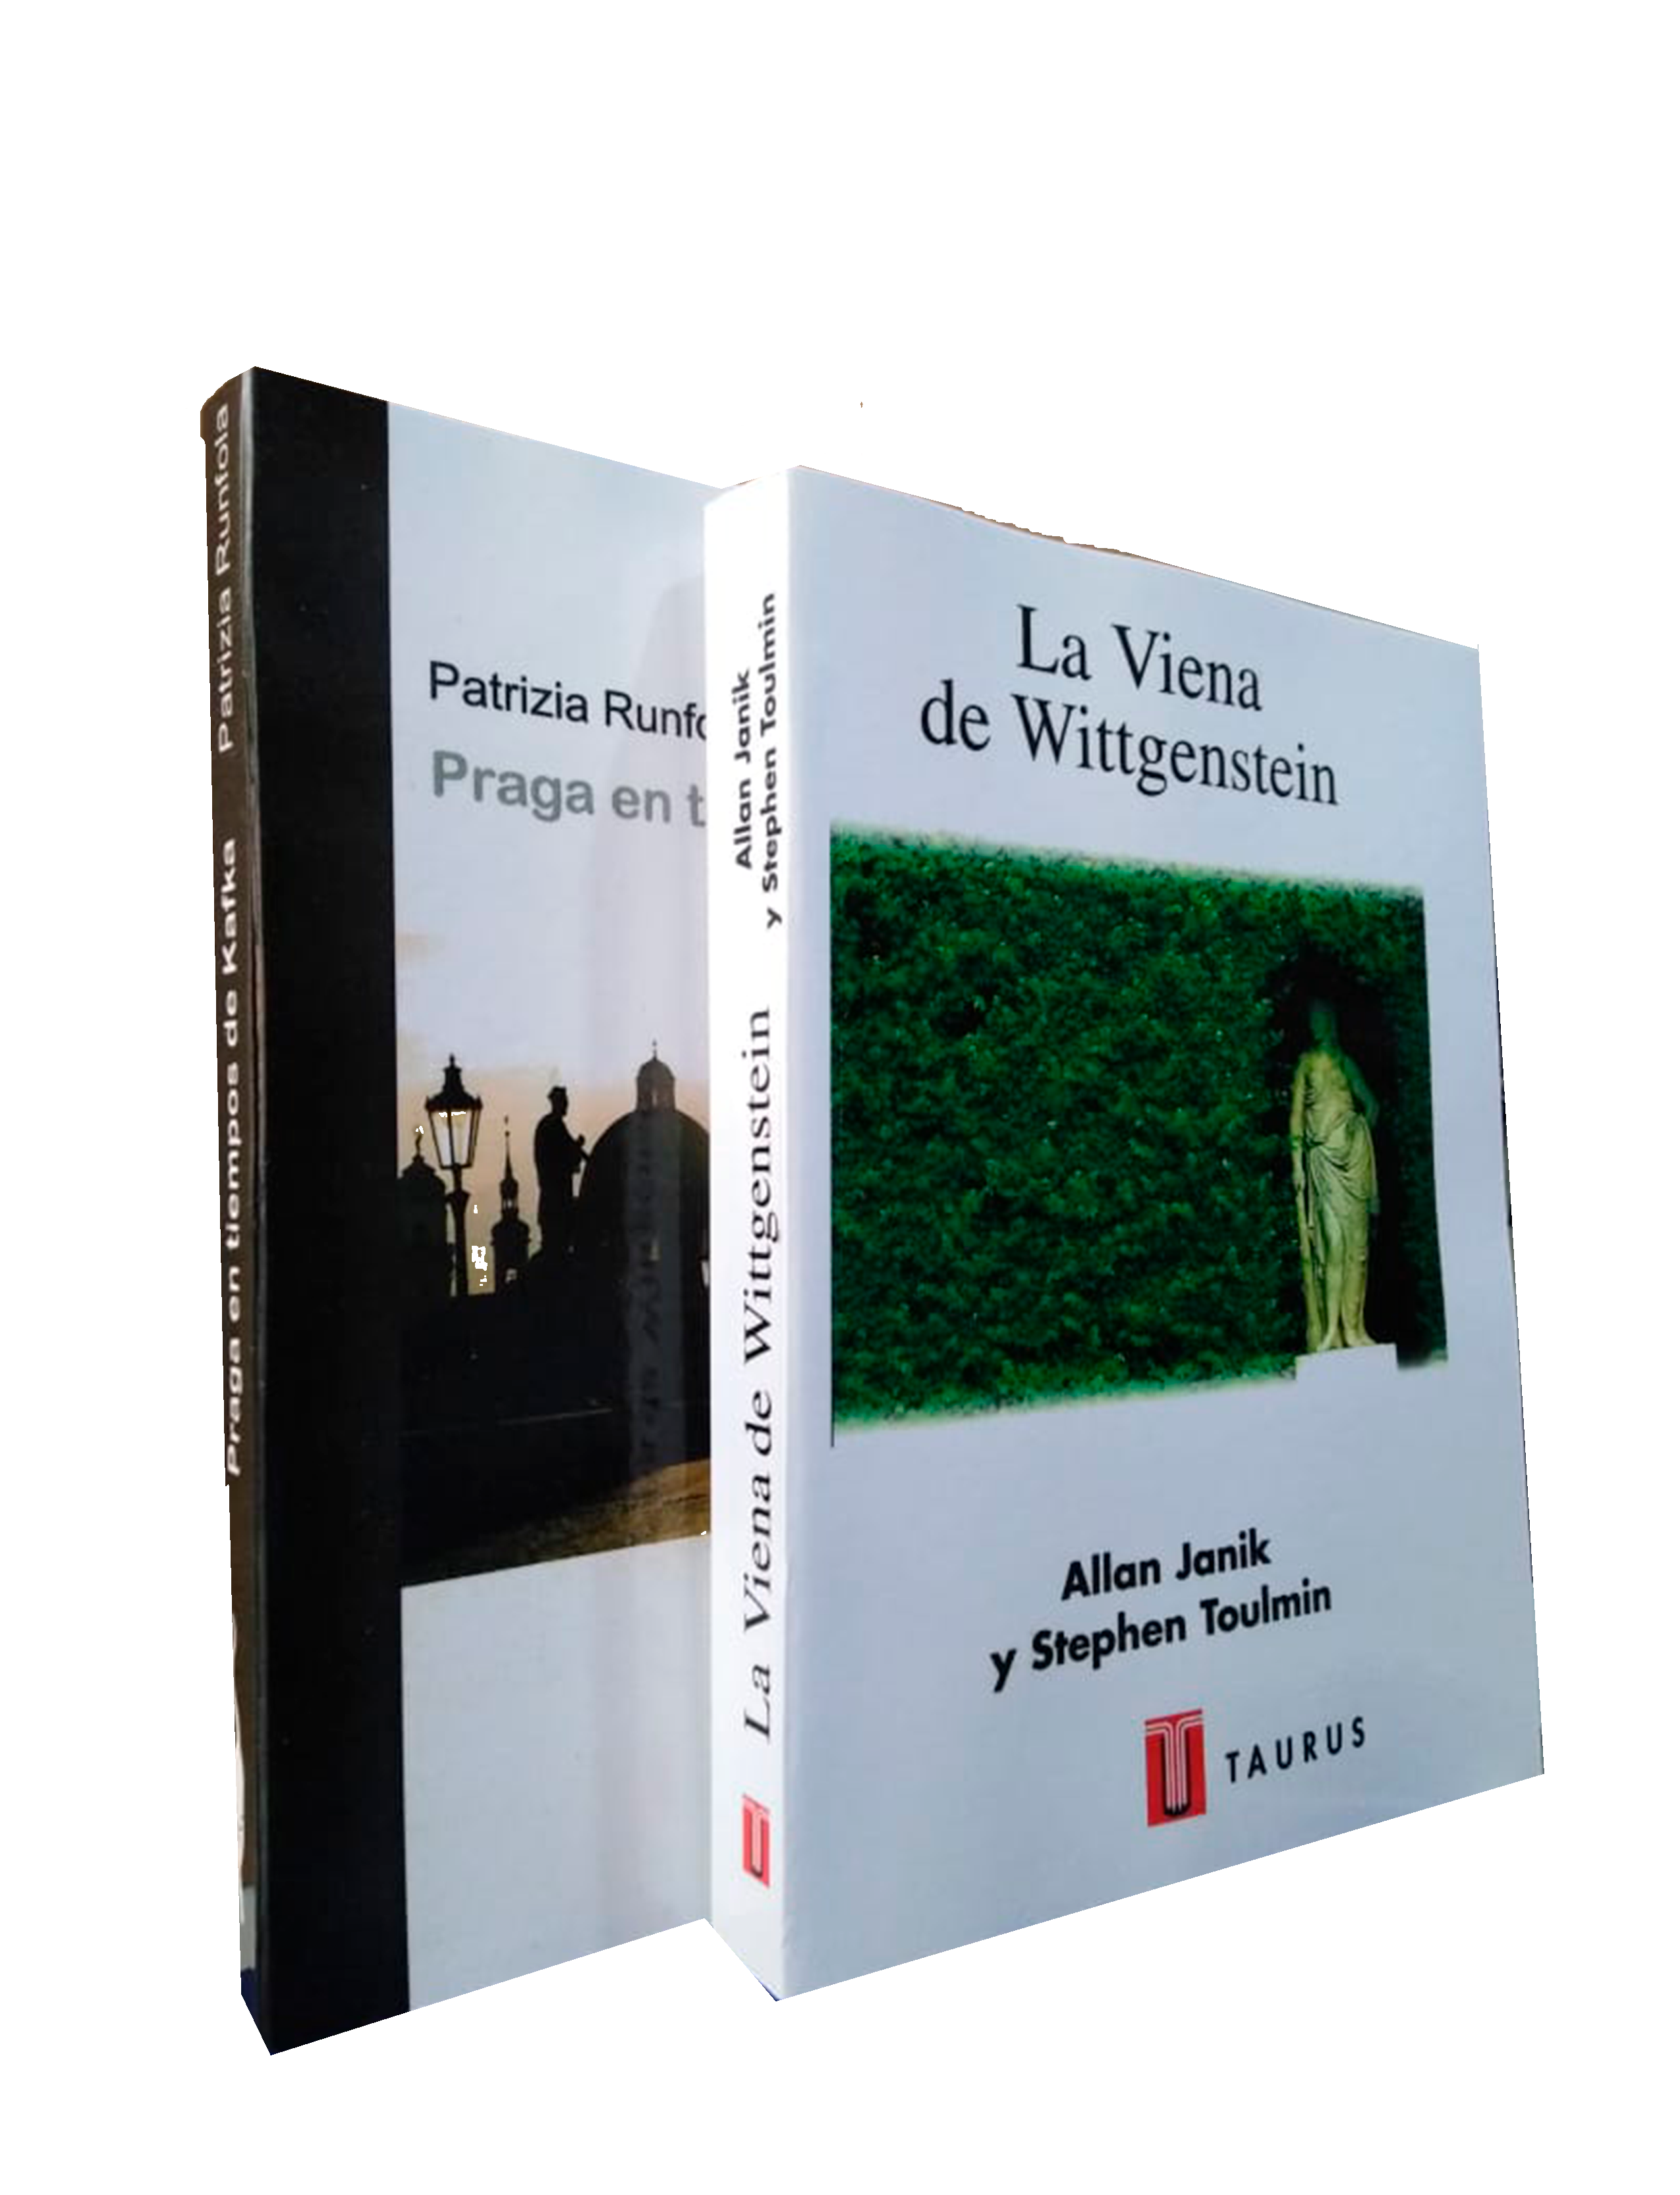 Patrizia Runfola
Praga en tiempos de Kafka
Patrizia Runfo
Praga en t
Allan Janik
y Stephen Toulmin
La Viena de Wittgenstein
La Viena
de Wittgenstein
Allan Janik
y Stephen Toulmin
TAURUS